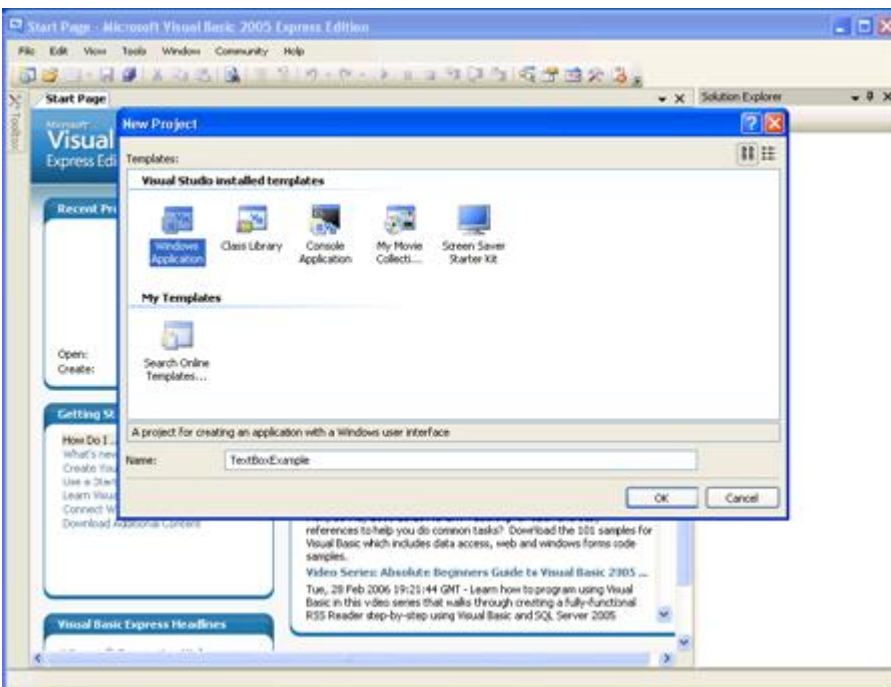 Start Page - Microsoft Visual Basic 2005 Express Edition
File Edit View Tools Window Community Help
Toolbox
Start Page
Solution Explorer
Microsoft
Visual
Express Edi
New Project
Templates:
Visual Studio installed templates
Windows Application
Class Library
Console Application
My Movie Collecti...
Screen Saver Starter Kit
My Templates
Search Online Templates...
A project for creating an application with a Windows user interface
Name: TextBoxExample
OK Cancel
Recent Pr
Open:
Create:
Getting St
How Do I ...
What's new
Create You
Use a Star
Learn Visua
Connect W
Download Additional Content
references to help you do common tasks? Download the 101 samples for
Visual Basic which includes data access, web and windows forms code
samples.
Video Series: Absolute Beginners Guide to Visual Basic 2005 ...
Tue, 28 Feb 2006 19:21:44 GMT - Learn how to program using Visual
Basic in this video series that walks through creating a fully-functional
RSS Reader step-by-step using Visual Basic and SQL Server 2005
Visual Basic Express Headlines